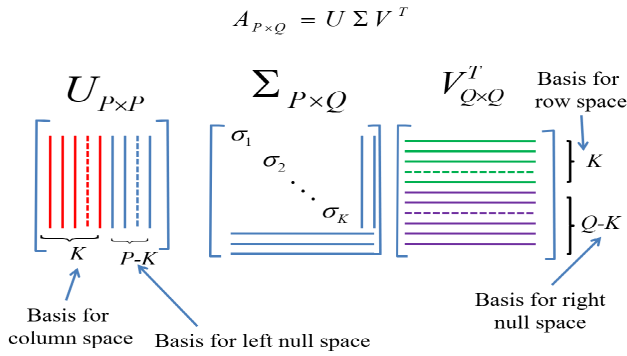 A_{P×Q} = U Σ V^T
U_{P×P}
Σ_{P×Q}
V^T_{Q×Q}
Basis for
row space
σ_1
σ_2
⋱
σ_K
K
Q-K
K
P-K
Basis for
column space
Basis for left null space
Basis for right
null space